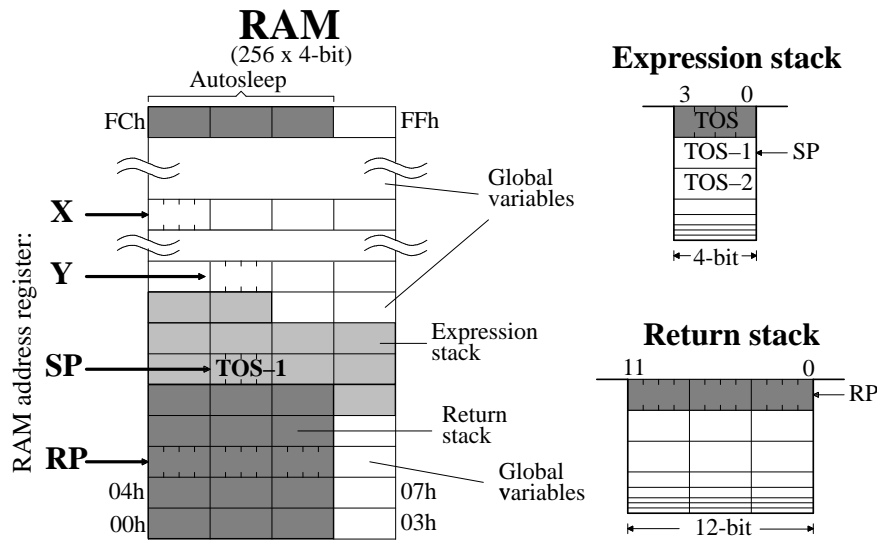 RAM
(256 x 4-bit)
Autosleep
FCh
FFh
X
Y
SP
RP
RAM address register:
TOS–1
04h
00h
07h
03h
Global
variables
Expression
stack
Return
stack
Global
variables
Expression stack
3 0
TOS
TOS–1
SP
TOS–2
4-bit
Return stack
11 0
RP
12-bit